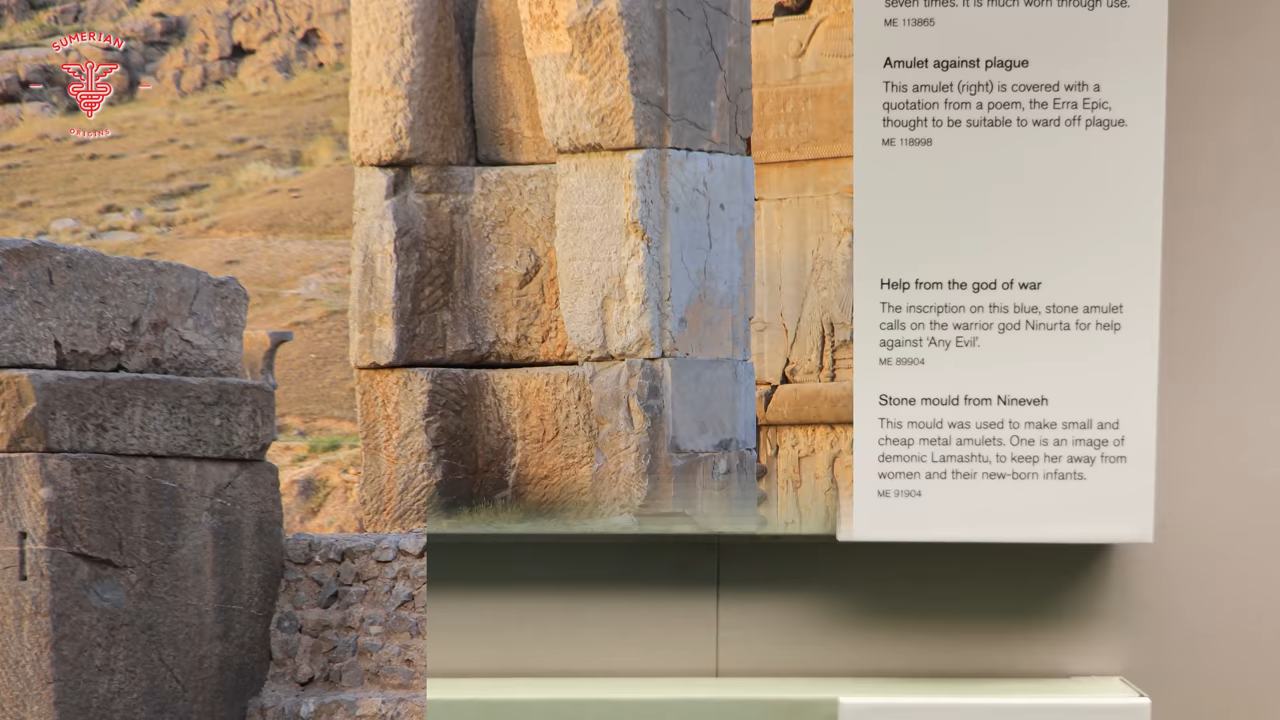 SUMERIAN
ORIGINS
seven times. It is much worn through use.
ME 113865
Amulet against plague
This amulet (right) is covered with a
quotation from a poem, the Erra Epic,
thought to be suitable to ward off plague.
ME 118998
Help from the god of war
The inscription on this blue, stone amulet
calls on the warrior god Ninurta for help
against ‘Any Evil’.
ME 89904
Stone mould from Nineveh
This mould was used to make small and
cheap metal amulets. One is an image of
demonic Lamashtu, to keep her away from
women and their new-born infants.
ME 91904